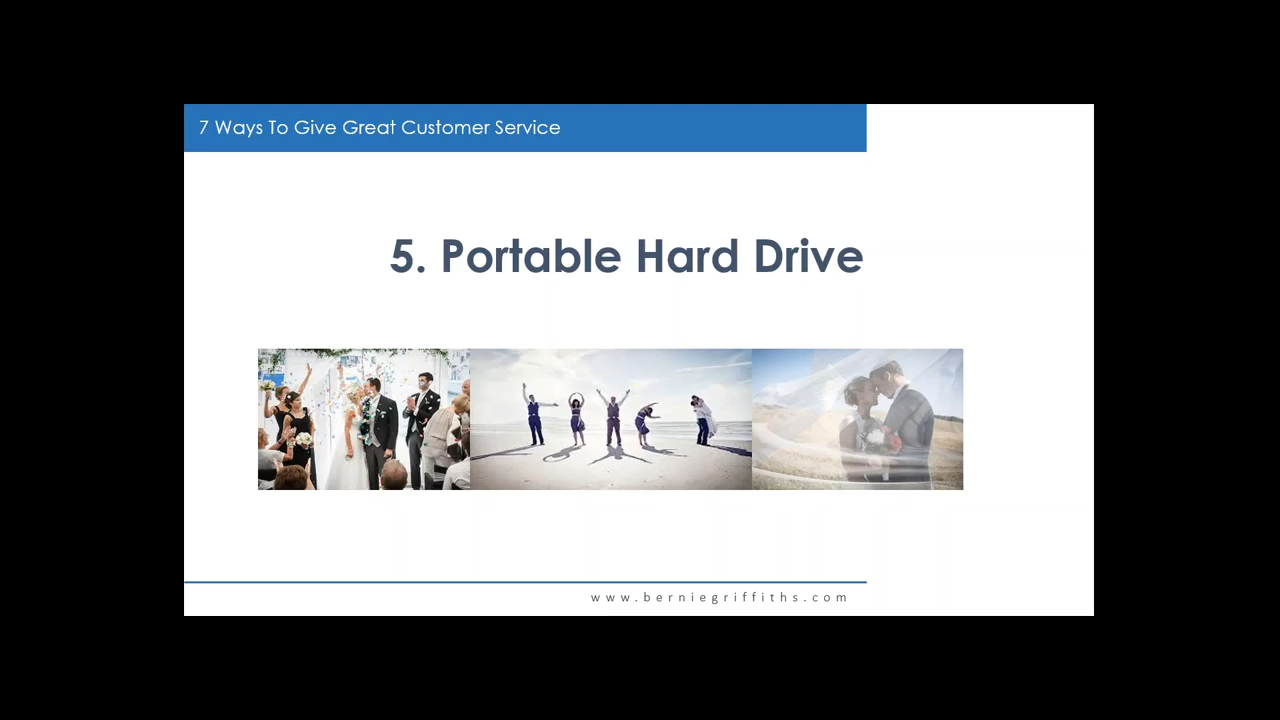 7 Ways To Give Great Customer Service
5. Portable Hard Drive
www.berniegriffiths.com